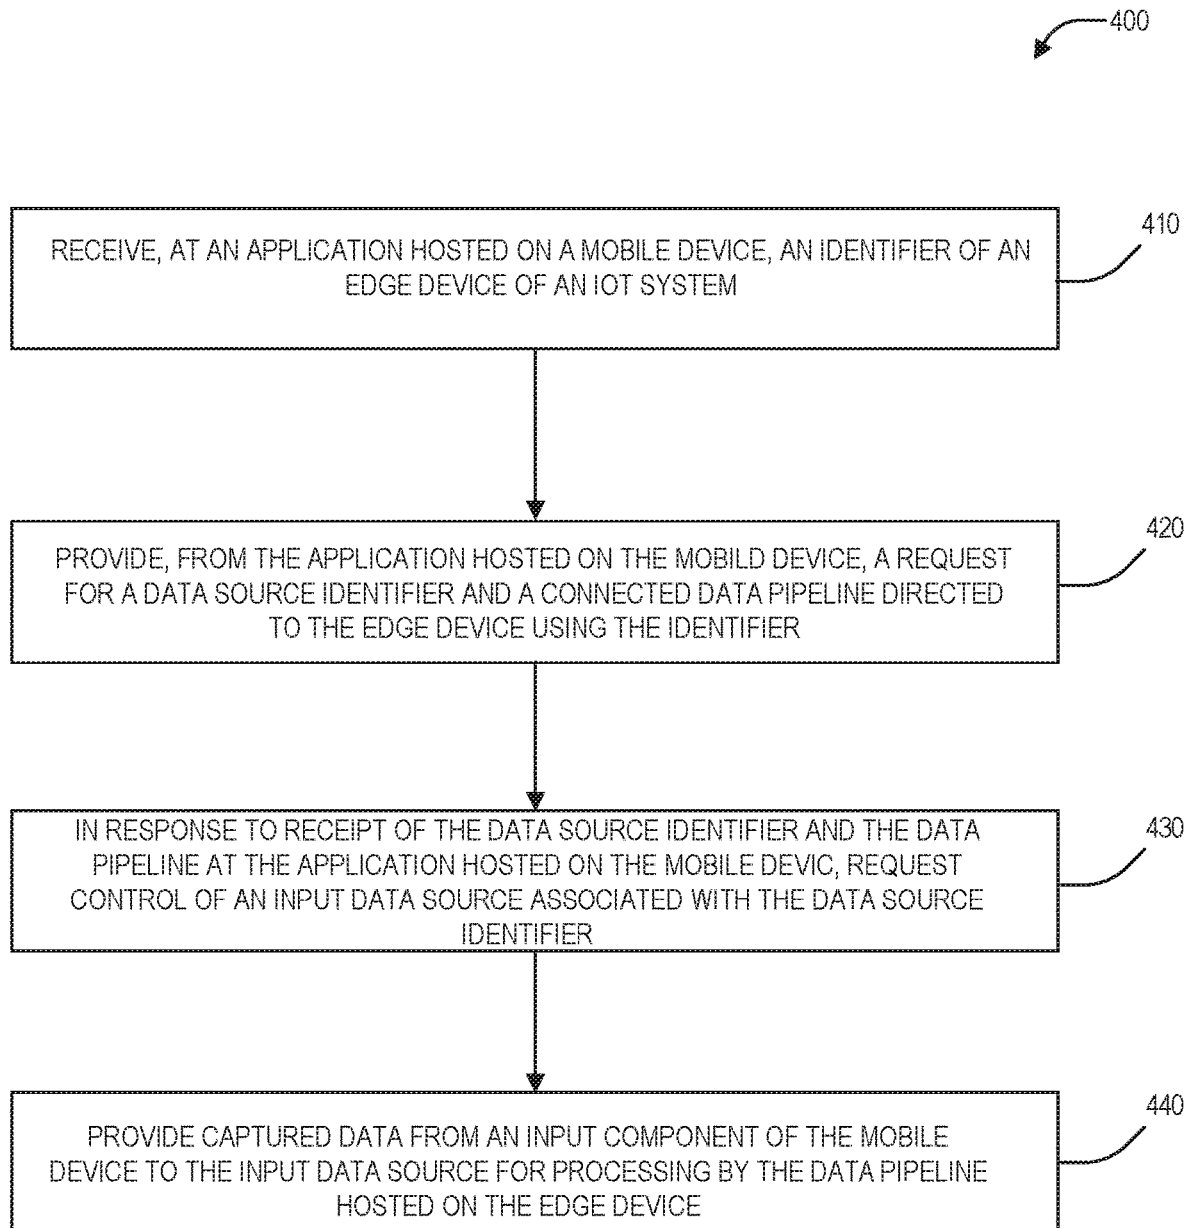 400
RECEIVE, AT AN APPLICATION HOSTED ON A MOBILE DEVICE, AN IDENTIFIER OF AN
EDGE DEVICE OF AN IOT SYSTEM
410
PROVIDE, FROM THE APPLICATION HOSTED ON THE MOBILD DEVICE, A REQUEST
FOR A DATA SOURCE IDENTIFIER AND A CONNECTED DATA PIPELINE DIRECTED
TO THE EDGE DEVICE USING THE IDENTIFIER
420
IN RESPONSE TO RECEIPT OF THE DATA SOURCE IDENTIFIER AND THE DATA
PIPELINE AT THE APPLICATION HOSTED ON THE MOBILE DEVIC, REQUEST
CONTROL OF AN INPUT DATA SOURCE ASSOCIATED WITH THE DATA SOURCE
IDENTIFIER
430
PROVIDE CAPTURED DATA FROM AN INPUT COMPONENT OF THE MOBILE
DEVICE TO THE INPUT DATA SOURCE FOR PROCESSING BY THE DATA PIPELINE
HOSTED ON THE EDGE DEVICE
440